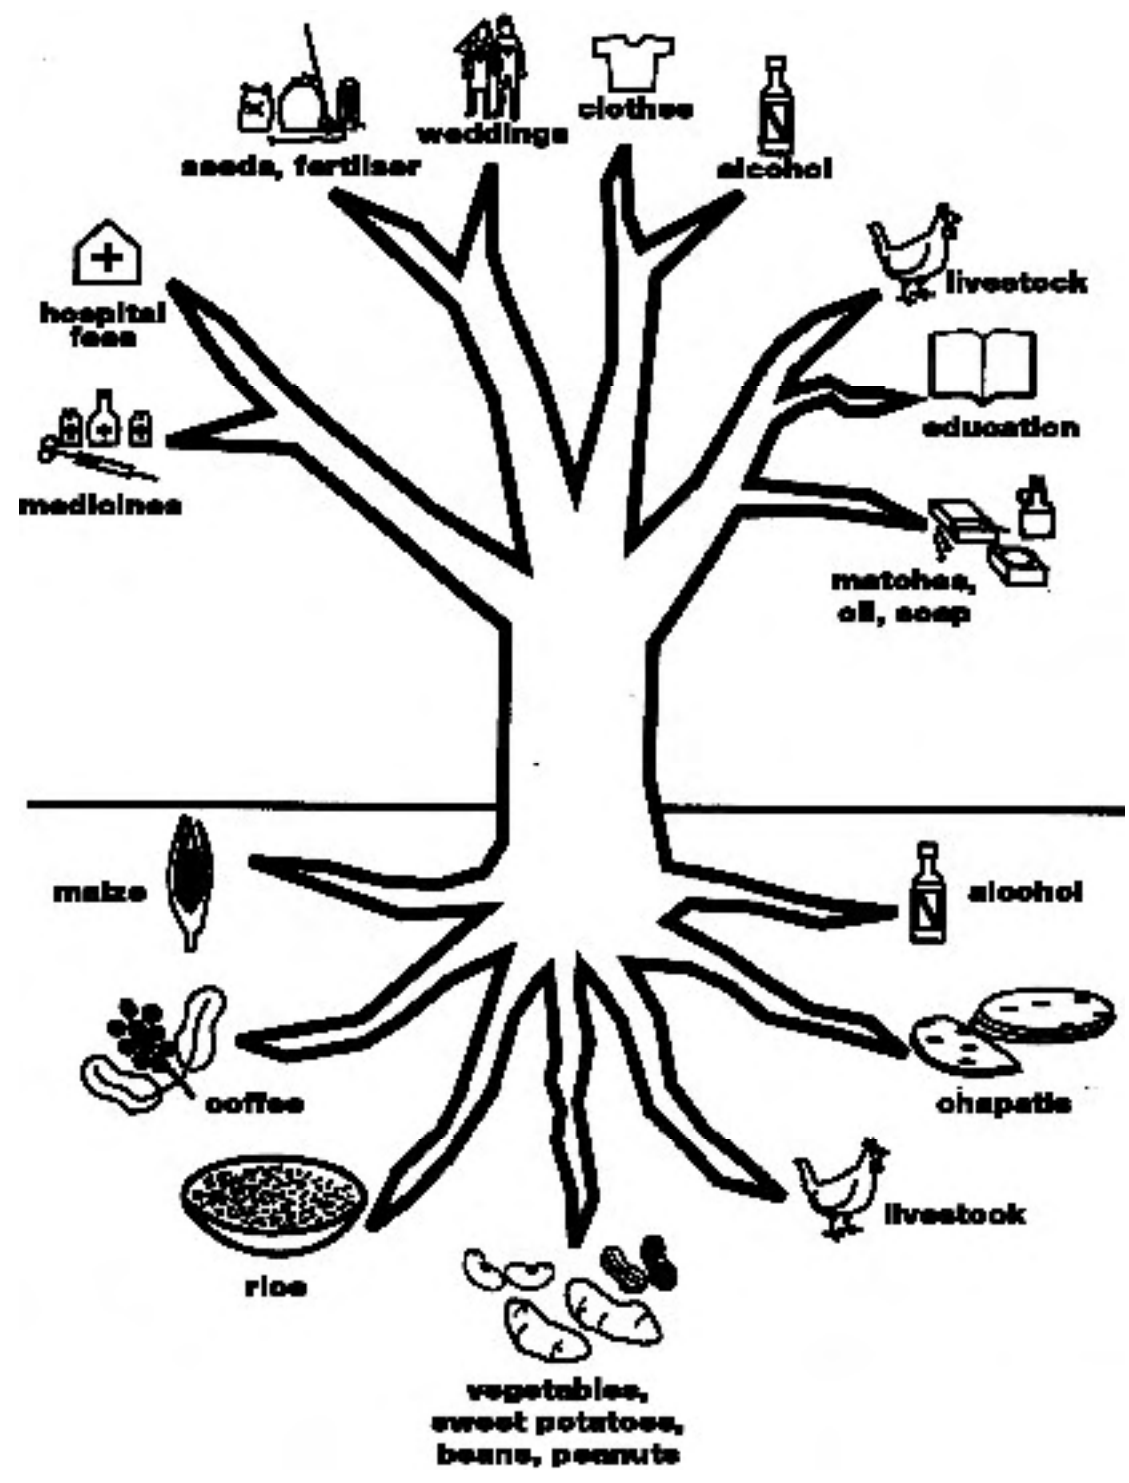 clothes
weddings
seeds, fertiliser
alcohol
livestock
hospital
fees
education
medicines
matches,
oil, soap
maize
alcohol
coffee
chapatis
livestock
rice
vegetables,
sweet potatoes,
beans, peanuts